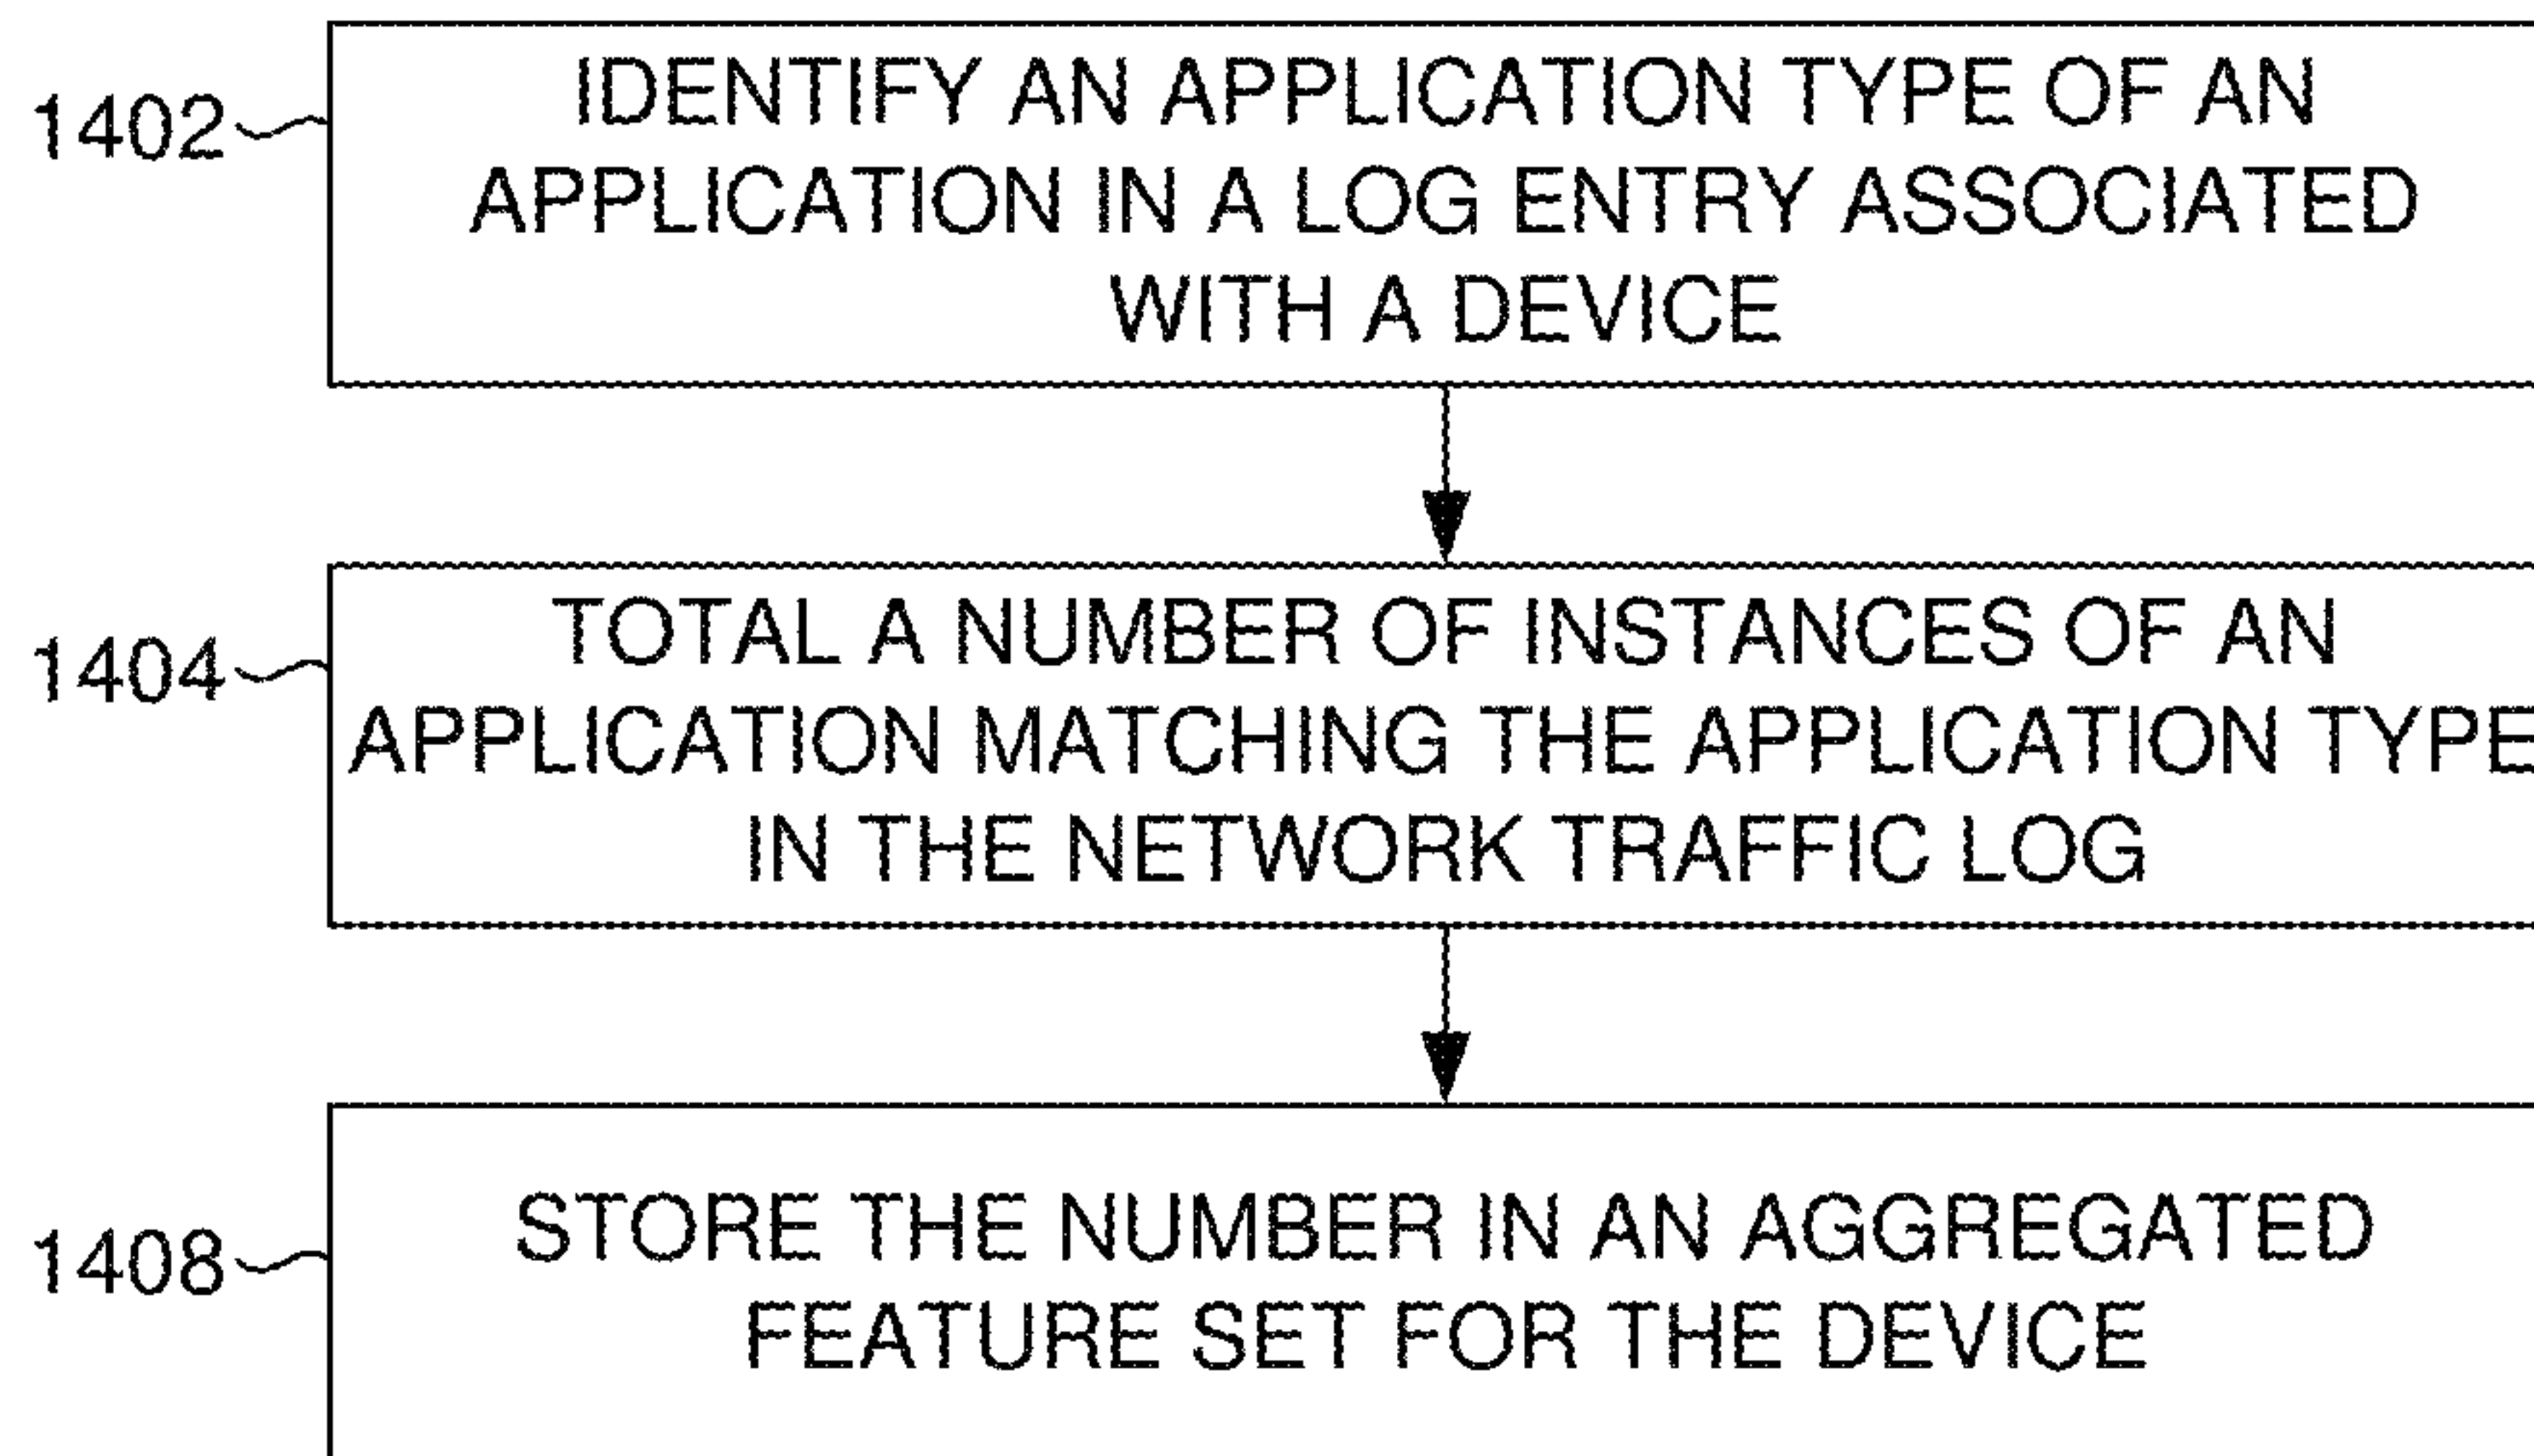 1402
IDENTIFY AN APPLICATION TYPE OF AN
APPLICATION IN A LOG ENTRY ASSOCIATED
WITH A DEVICE
1404
TOTAL A NUMBER OF INSTANCES OF AN
APPLICATION MATCHING THE APPLICATION TYPE
IN THE NETWORK TRAFFIC LOG
1408
STORE THE NUMBER IN AN AGGREGATED
FEATURE SET FOR THE DEVICE